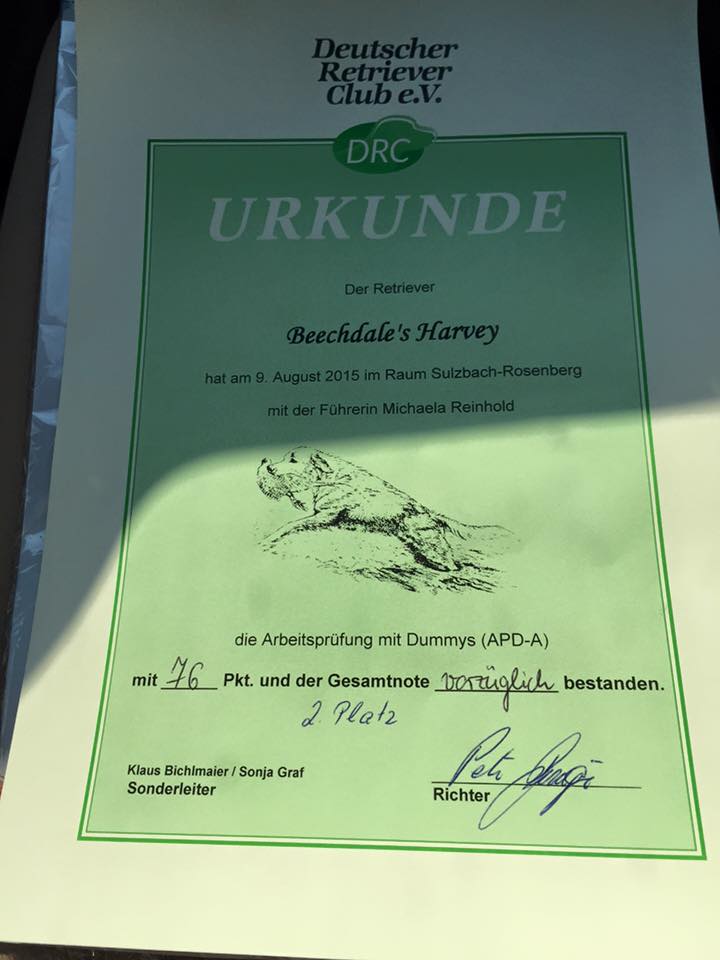 Deutscher
Retriever
Club e.V.
DRC
URKUNDE
Der Retriever
Beechdale's Harvey
hat am 9. August 2015 im Raum Sulzbach-Rosenberg
mit der Führerin Michaela Reinhold
die Arbeitsprüfung mit Dummys (APD-A)
mit 76 Pkt. und der Gesamtnote vorzüglich bestanden.
2. Platz
Klaus Bichlmaier / Sonja Graf
Sonderleiter
Richter